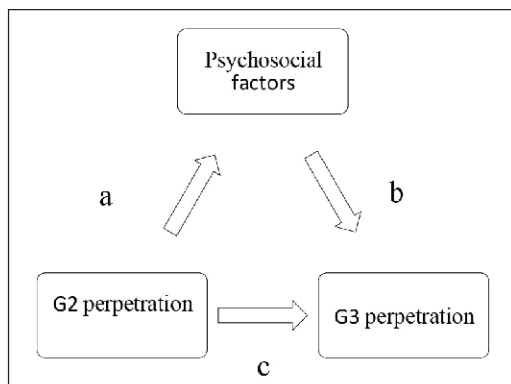 Psychosocial
factors
a
b
G2 perpetration
G3 perpetration
c